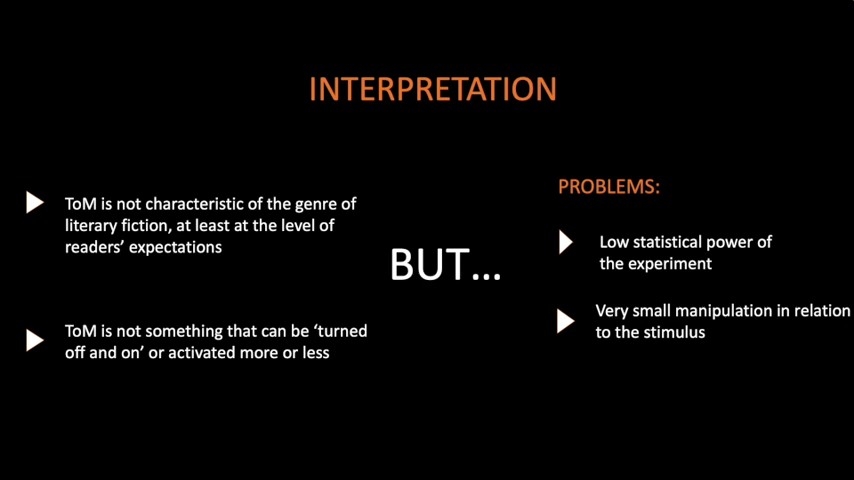 INTERPRETATION
ToM is not characteristic of the genre of
literary fiction, at least at the level of
readers’ expectations
ToM is not something that can be ‘turned
off and on’ or activated more or less
BUT...
PROBLEMS:
Low statistical power of
the experiment
Very small manipulation in relation
to the stimulus